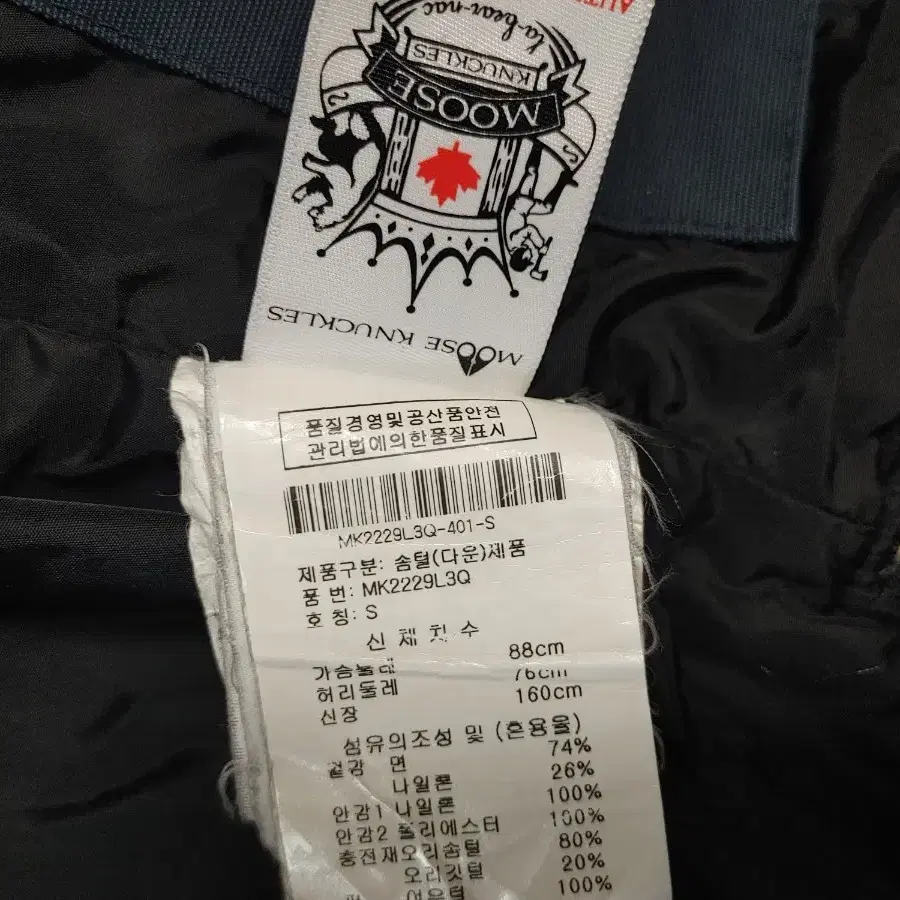 AUT
ta·bear·nac
KNUCKLES
MOOSE
MOOSE KNUCKLES
품질경영및공산품안전
관리법에의한품질표시
MK2229L3Q-401-S
제품구분: 솜털(다운)제품
품 번: MK2229L3Q
호 칭: S
신 체 치 수
가슴둘레 88cm
허리둘레 76cm
신장 160cm
섬유의조성 및 (혼용율)
겉감 면 74%
나일론 26%
안감1 나일론 100%
안감2 폴리에스터 100%
충전재오리솜털 80%
오리깃털 20%
여우털 100%